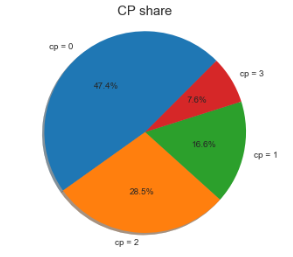 CP share
cp = 0
47.4%
cp = 3
7.6%
16.6%
cp = 1
28.5%
cp = 2